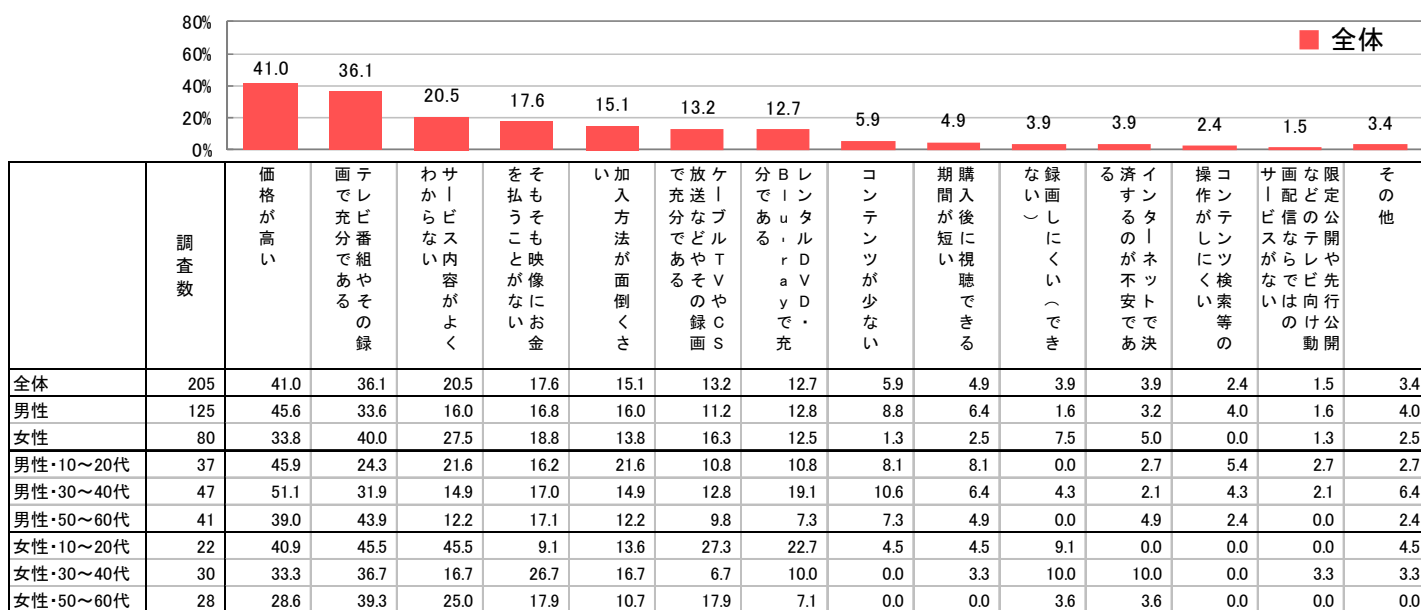 80%
60%
40%
20%
0%
全体
41.0 36.1 20.5 17.6 15.1 13.2 12.7 5.9 4.9 3.9 3.9 2.4 1.5 3.4
調査数
価格が高い
テレビ番組やその録
画で充分である
サービス内容がよく
わからない
そもそも映像にお金
を払うことがない
加入方法が面倒くさ
い
ケーブルTVやCS
放送などやその録画
で充分である
レンタルDVD・
Blu-rayで充
分である
コンテンツが少ない
購入後に視聴できる
期間が短い
録画しにくい（でき
ない）
インターネットで決
済するのが不安であ
る
コンテンツ検索等の
操作がしにくい
限定公開や先行公開
などのテレビ向け動
画配信ならではの
サービスがない
その他
全体 205 41.0 36.1 20.5 17.6 15.1 13.2 12.7 5.9 4.9 3.9 3.9 2.4 1.5 3.4
男性 125 45.6 33.6 16.0 16.8 16.0 11.2 12.8 8.8 6.4 1.6 3.2 4.0 1.6 4.0
女性 80 33.8 40.0 27.5 18.8 13.8 16.3 12.5 1.3 2.5 7.5 5.0 0.0 1.3 2.5
男性・10～20代 37 45.9 24.3 21.6 16.2 21.6 10.8 10.8 8.1 8.1 0.0 2.7 5.4 2.7 2.7
男性・30～40代 47 51.1 31.9 14.9 17.0 14.9 12.8 19.1 10.6 6.4 4.3 2.1 4.3 2.1 6.4
男性・50～60代 41 39.0 43.9 12.2 17.1 12.2 9.8 7.3 7.3 4.9 0.0 4.9 2.4 0.0 2.4
女性・10～20代 22 40.9 45.5 45.5 9.1 13.6 27.3 22.7 4.5 4.5 9.1 0.0 0.0 0.0 4.5
女性・30～40代 30 33.3 36.7 16.7 26.7 16.7 6.7 10.0 0.0 3.3 10.0 10.0 0.0 3.3 3.3
女性・50～60代 28 28.6 39.3 25.0 17.9 10.7 17.9 7.1 0.0 0.0 3.6 3.6 0.0 0.0 0.0